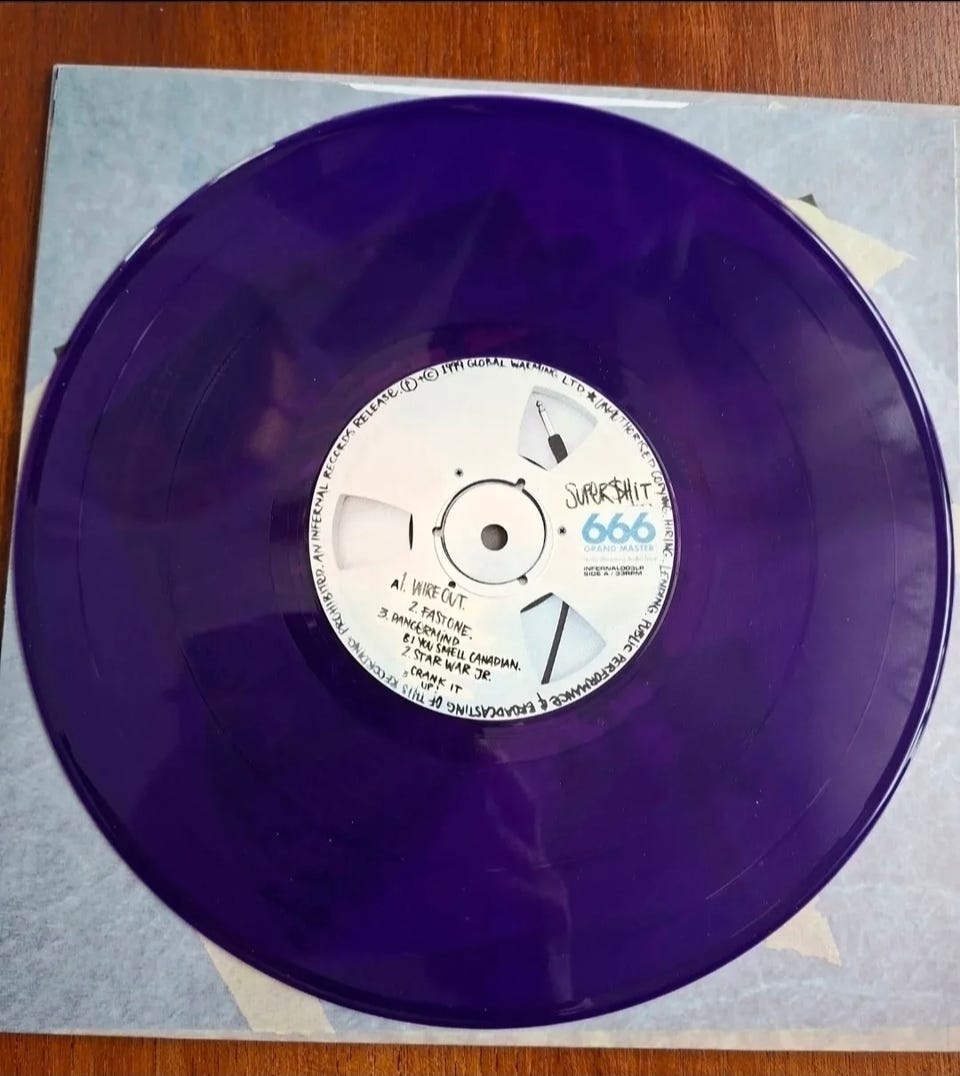 PROHIBITED. AN INFERNAL RECORDS RELEASE. Ⓟ+© 1999 GLOBAL WARMING LTD ★ UNAUTHORISED COPYING, HIRING, LENDING, PUBLIC PERFORMANCE & BROADCASTING OF THIS RECORDING
SUPER$HIT
666
GRAND MASTER
INFERNAL003LP
SIDE A / 33RPM
A1. WIRE OUT.
2. FASTONE.
3. DANGERMIND
B1 YOU SMELL CANADIAN.
2. STAR WAR JR.
3 CRANK IT
UP!